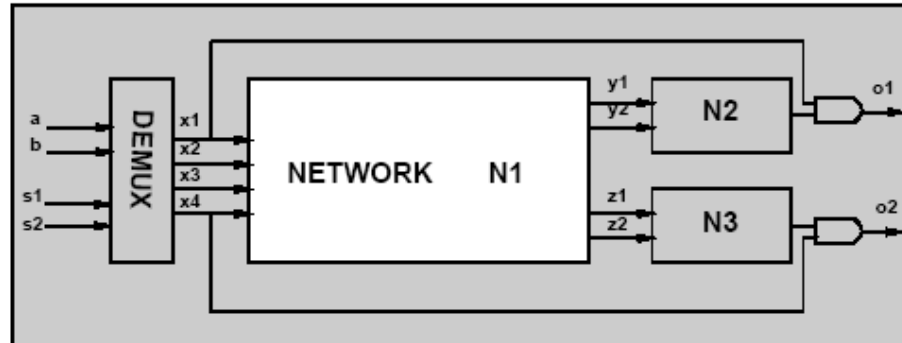 a
b
s1
s2
DEMUX
x1
x2
x3
x4
NETWORK N1
y1
y2
z1
z2
N2
N3
o1
o2